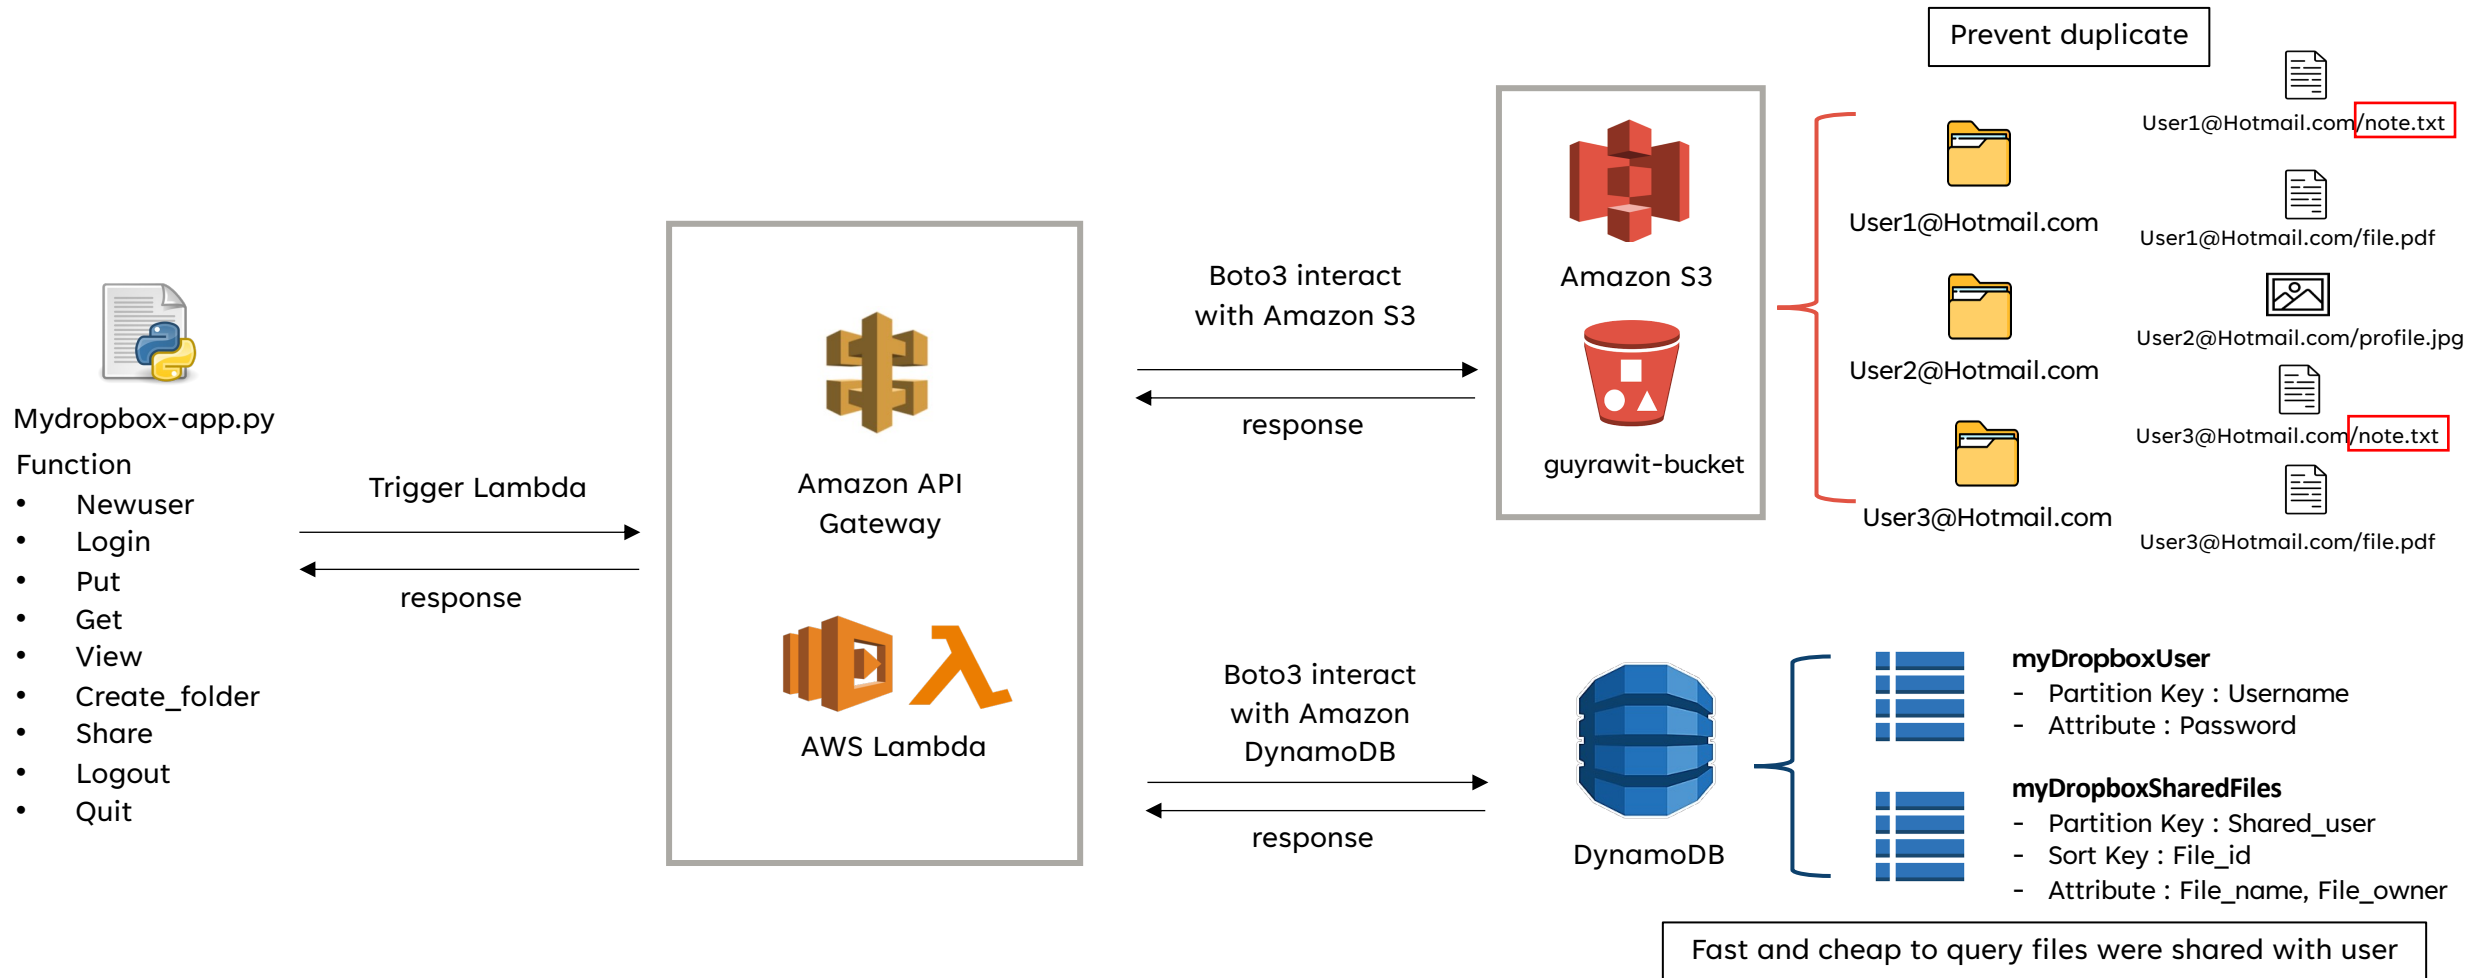 Mydropbox-app.py
Function
• Newuser
• Login
• Put
• Get
• View
• Create_folder
• Share
• Logout
• Quit
Trigger Lambda
response
Amazon API
Gateway
AWS Lambda
Boto3 interact
with Amazon S3
response
Boto3 interact
with Amazon
DynamoDB
response
Amazon S3
guyrawit-bucket
DynamoDB
Prevent duplicate
User1@Hotmail.com
User2@Hotmail.com
User3@Hotmail.com
User1@Hotmail.com/note.txt
User1@Hotmail.com/file.pdf
User2@Hotmail.com/profile.jpg
User3@Hotmail.com/note.txt
User3@Hotmail.com/file.pdf
myDropboxUser
- Partition Key : Username
- Attribute : Password
myDropboxSharedFiles
- Partition Key : Shared_user
- Sort Key : File_id
- Attribute : File_name, File_owner
Fast and cheap to query files were shared with user